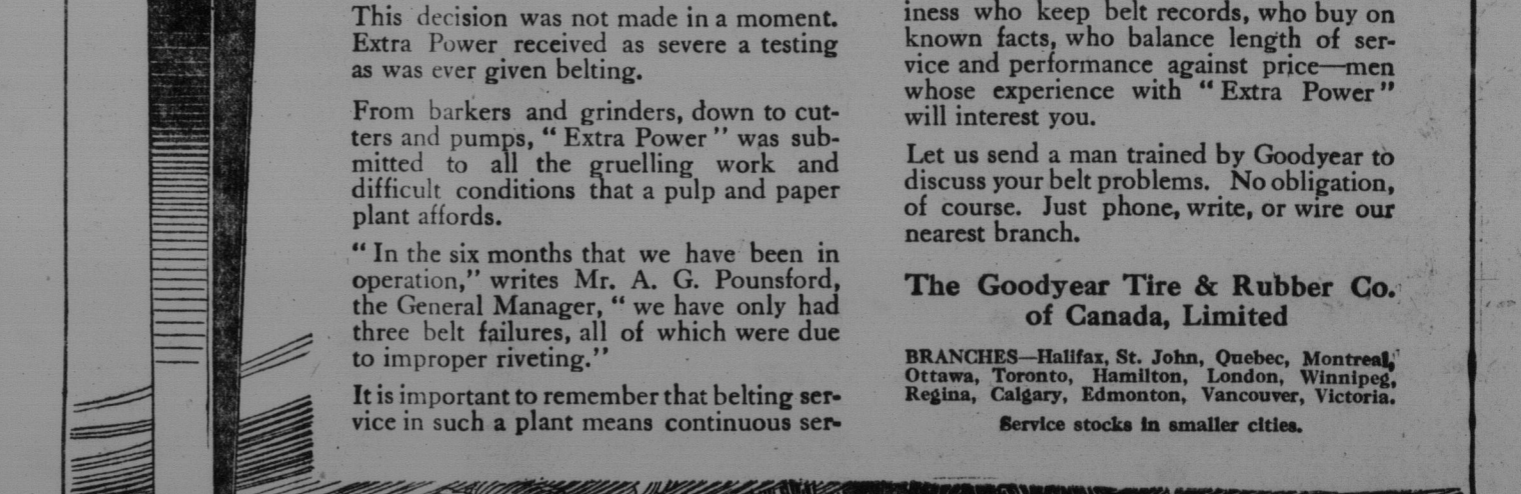 This decision was not made in a moment.
Extra Power received as severe a testing
as was ever given belting.
From barkers and grinders, down to cut-
ters and pumps, “ Extra Power ” was sub-
mitted to all the gruelling work and
difficult conditions that a pulp and paper
plant affords.
“ In the six months that we have been in
operation,” writes Mr. A. G. Pounsford,
the General Manager, “ we have only had
three belt failures, all of which were due
to improper riveting.”
It is important to remember that belting ser-
vice in such a plant means continuous ser-
iness who keep belt records, who buy on
known facts, who balance length of ser-
vice and performance against price—men
whose experience with “ Extra Power ”
will interest you.
Let us send a man trained by Goodyear to
discuss your belt problems. No obligation,
of course. Just phone, write, or wire our
nearest branch.
The Goodyear Tire & Rubber Co.
of Canada, Limited
BRANCHES—Halifax, St. John, Quebec, Montreal,
Ottawa, Toronto, Hamilton, London, Winnipeg,
Regina, Calgary, Edmonton, Vancouver, Victoria.
Service stocks in smaller cities.